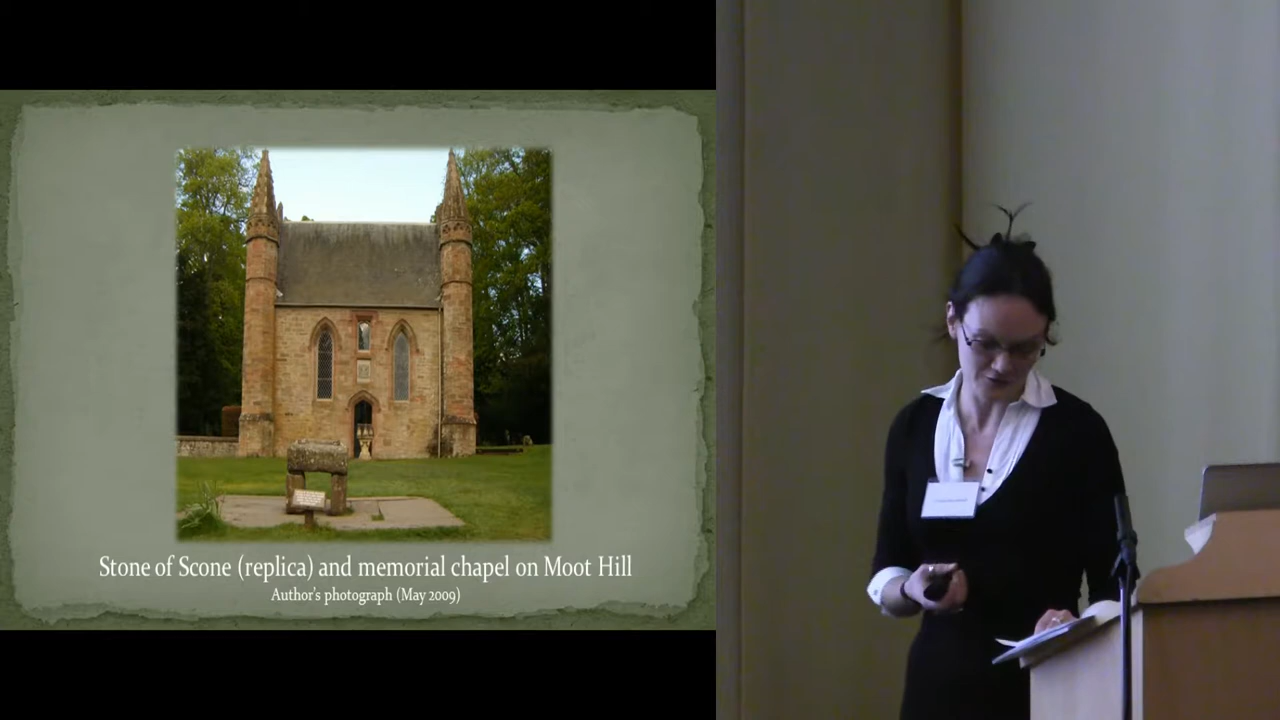 Stone of Scone (replica) and memorial chapel on Moot Hill
Author's photograph (May 2009)